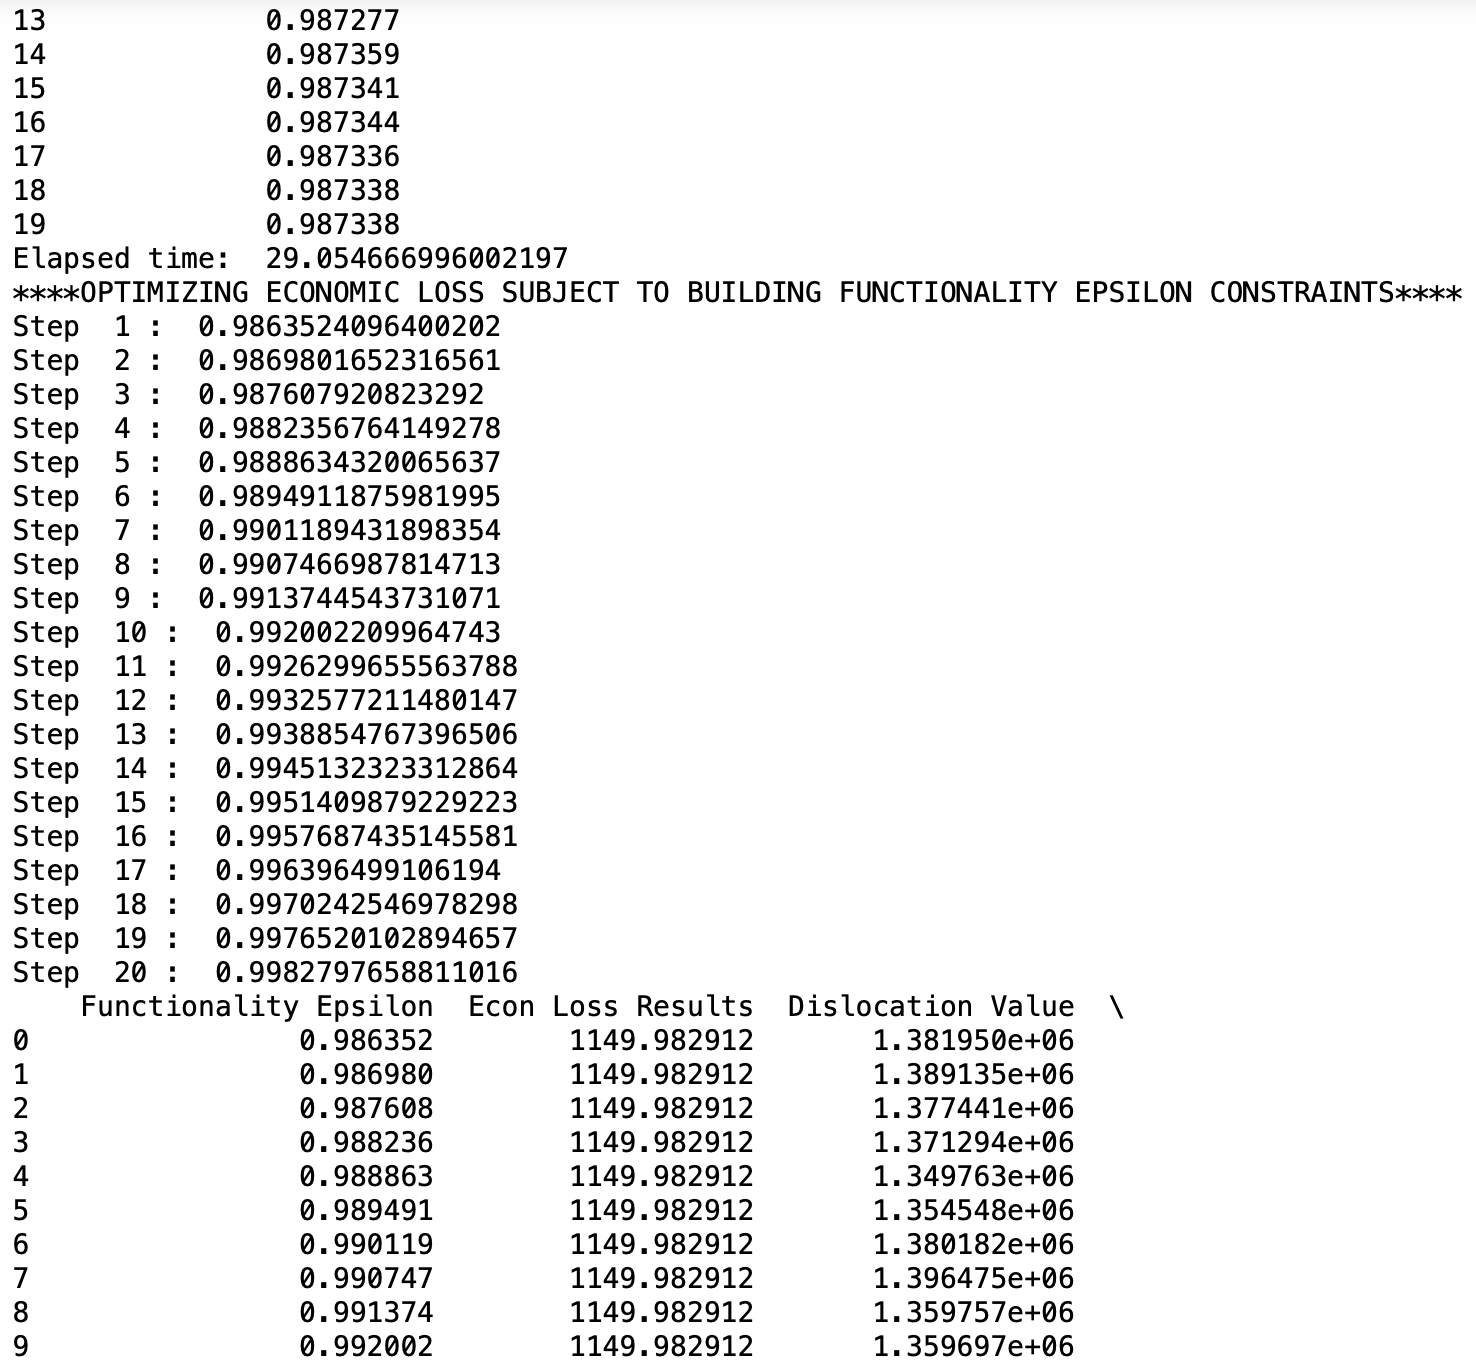 13 0.987277
14 0.987359
15 0.987341
16 0.987344
17 0.987336
18 0.987338
19 0.987338
Elapsed time: 29.054666996002197
****OPTIMIZING ECONOMIC LOSS SUBJECT TO BUILDING FUNCTIONALITY EPSILON CONSTRAINTS****
Step 1 : 0.9863524096400202
Step 2 : 0.9869801652316561
Step 3 : 0.987607920823292
Step 4 : 0.9882356764149278
Step 5 : 0.9888634320065637
Step 6 : 0.9894911875981995
Step 7 : 0.9901189431898354
Step 8 : 0.9907466987814713
Step 9 : 0.9913744543731071
Step 10 : 0.992002209964743
Step 11 : 0.9926299655563788
Step 12 : 0.9932577211480147
Step 13 : 0.9938854767396506
Step 14 : 0.9945132323312864
Step 15 : 0.9951409879229223
Step 16 : 0.9957687435145581
Step 17 : 0.996396499106194
Step 18 : 0.9970242546978298
Step 19 : 0.9976520102894657
Step 20 : 0.9982797658811016
Functionality Epsilon Econ Loss Results Dislocation Value \
0 0.986352 1149.982912 1.381950e+06
1 0.986980 1149.982912 1.389135e+06
2 0.987608 1149.982912 1.377441e+06
3 0.988236 1149.982912 1.371294e+06
4 0.988863 1149.982912 1.349763e+06
5 0.989491 1149.982912 1.354548e+06
6 0.990119 1149.982912 1.380182e+06
7 0.990747 1149.982912 1.396475e+06
8 0.991374 1149.982912 1.359757e+06
9 0.992002 1149.982912 1.359697e+06